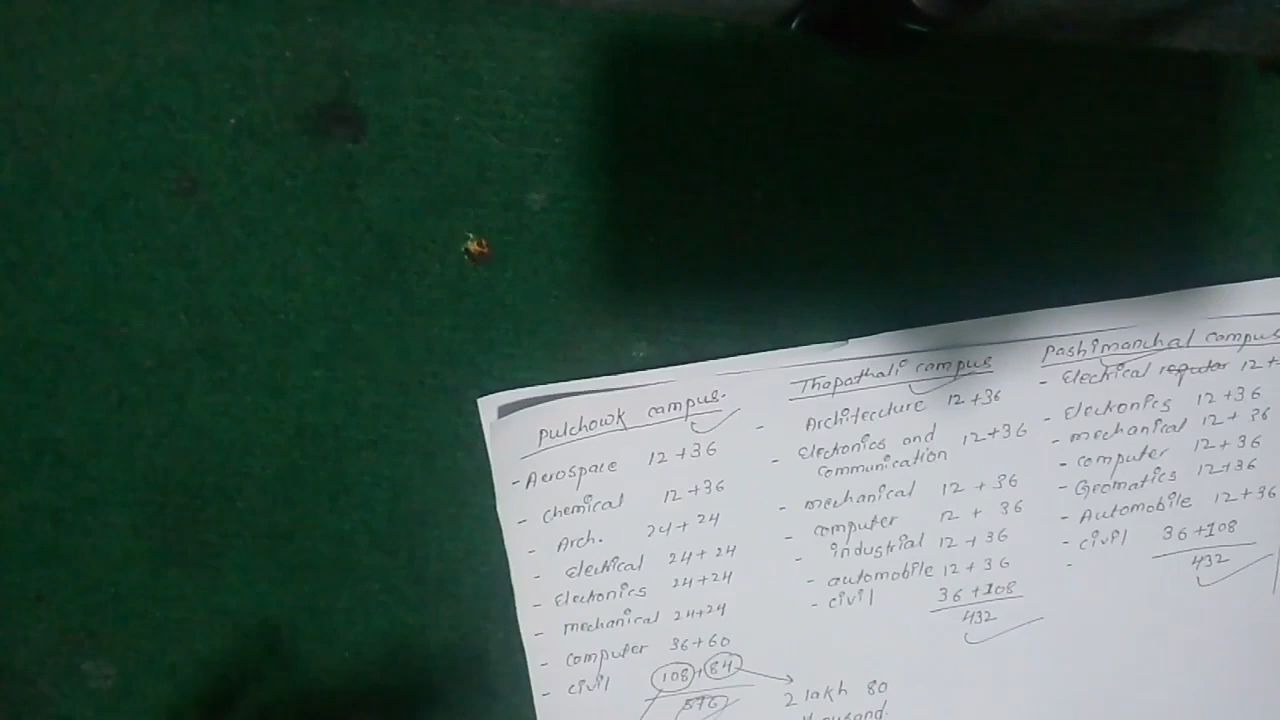 Pulchowk campus.
- Aerospace 12 + 36
- chemical 12 + 36
- Arch. 24 + 24
- Electrical 24 + 24
- Electonics 24 + 24
- mechanical 24 + 24
- computer 36 + 60
- civil 108 + 84
576
2 lakh 80
thousand.
Thapathali campus
- Architecture 12 + 36
- Electonics and 12 + 36
communication
- mechanical 12 + 36
- computer 12 + 36
- industrial 12 + 36
- automobile 12 + 36
- civil 36 + 108
432
Pashimanchal campus
- Electrical 12 +
- Electonics 12 + 36
- mechanical 12 + 36
- computer 12 + 36
- Geomatics 12 + 36
- Automobile 12 + 36
- civil 36 + 108
432